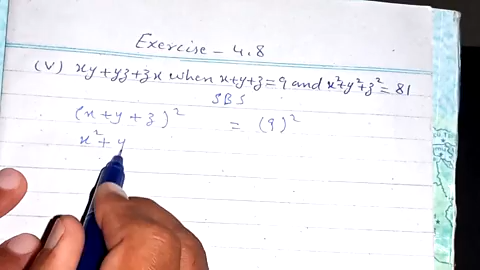 Exercise - 4.8
(V) xy+yz+zx when x+y+z=9 and x²+y²+z²=81
SBS
(x+y+z)² = (9)²
x²+y